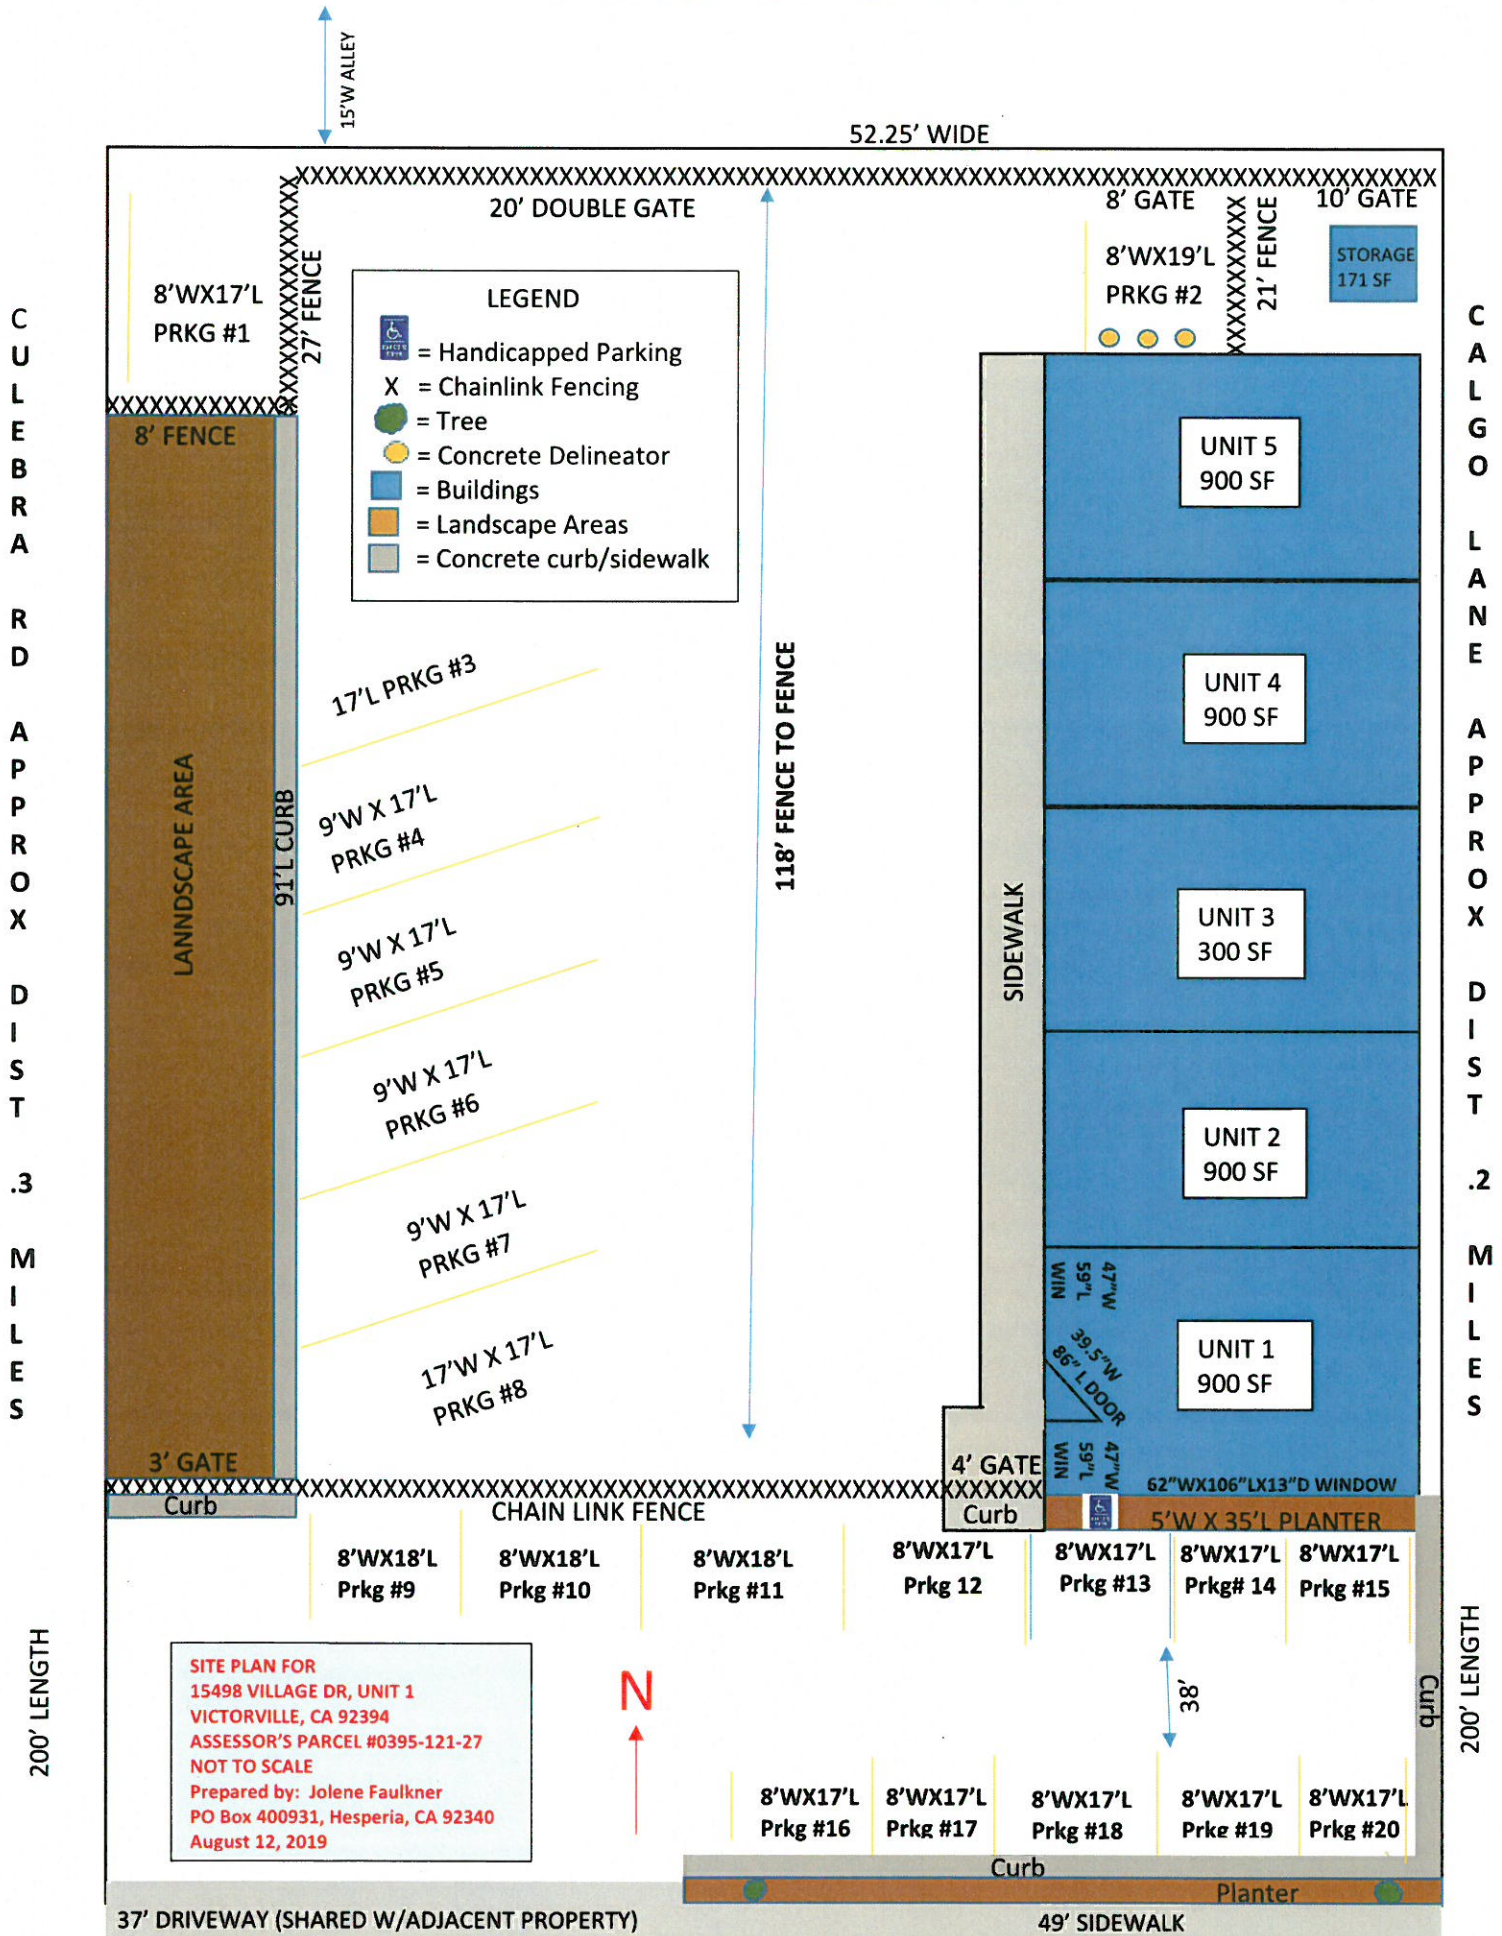 15'W ALLEY
52.25' WIDE
20' DOUBLE GATE
8' GATE
10' GATE
27' FENCE
21' FENCE
8'WX17'L
PRKG #1
8'WX19'L
PRKG #2
STORAGE
171 SF
LEGEND
= Handicapped Parking
X = Chainlink Fencing
= Tree
= Concrete Delineator
= Buildings
= Landscape Areas
= Concrete curb/sidewalk
CULEBRA RD APPROX DIST .3 MILES
CALGO LANE APPROX DIST .2 MILES
8' FENCE
LANNDSCAPE AREA
91'L CURB
17'L PRKG #3
9'W X 17'L
PRKG #4
9'W X 17'L
PRKG #5
9'W X 17'L
PRKG #6
9'W X 17'L
PRKG #7
17'W X 17'L
PRKG #8
118' FENCE TO FENCE
SIDEWALK
UNIT 5
900 SF
UNIT 4
900 SF
UNIT 3
300 SF
UNIT 2
900 SF
UNIT 1
900 SF
47"W
59"L
WIN
39.5"W
86" L DOOR
47"W
59"L
WIN
62"WX106"LX13"D WINDOW
3' GATE
4' GATE
Curb
CHAIN LINK FENCE
Curb
5'W X 35'L PLANTER
8'WX18'L
Prkg #9
8'WX18'L
Prkg #10
8'WX18'L
Prkg #11
8'WX17'L
Prkg 12
8'WX17'L
Prkg #13
8'WX17'L
Prkg# 14
8'WX17'L
Prkg #15
200' LENGTH
200' LENGTH
SITE PLAN FOR
15498 VILLAGE DR, UNIT 1
VICTORVILLE, CA 92394
ASSESSOR'S PARCEL #0395-121-27
NOT TO SCALE
Prepared by: Jolene Faulkner
PO Box 400931, Hesperia, CA 92340
August 12, 2019
N
38'
Curb
8'WX17'L
Prkg #16
8'WX17'L
Prkg #17
8'WX17'L
Prkg #18
8'WX17'L
Prkg #19
8'WX17'L
Prkg #20
Curb
Planter
37' DRIVEWAY (SHARED W/ADJACENT PROPERTY)
49' SIDEWALK